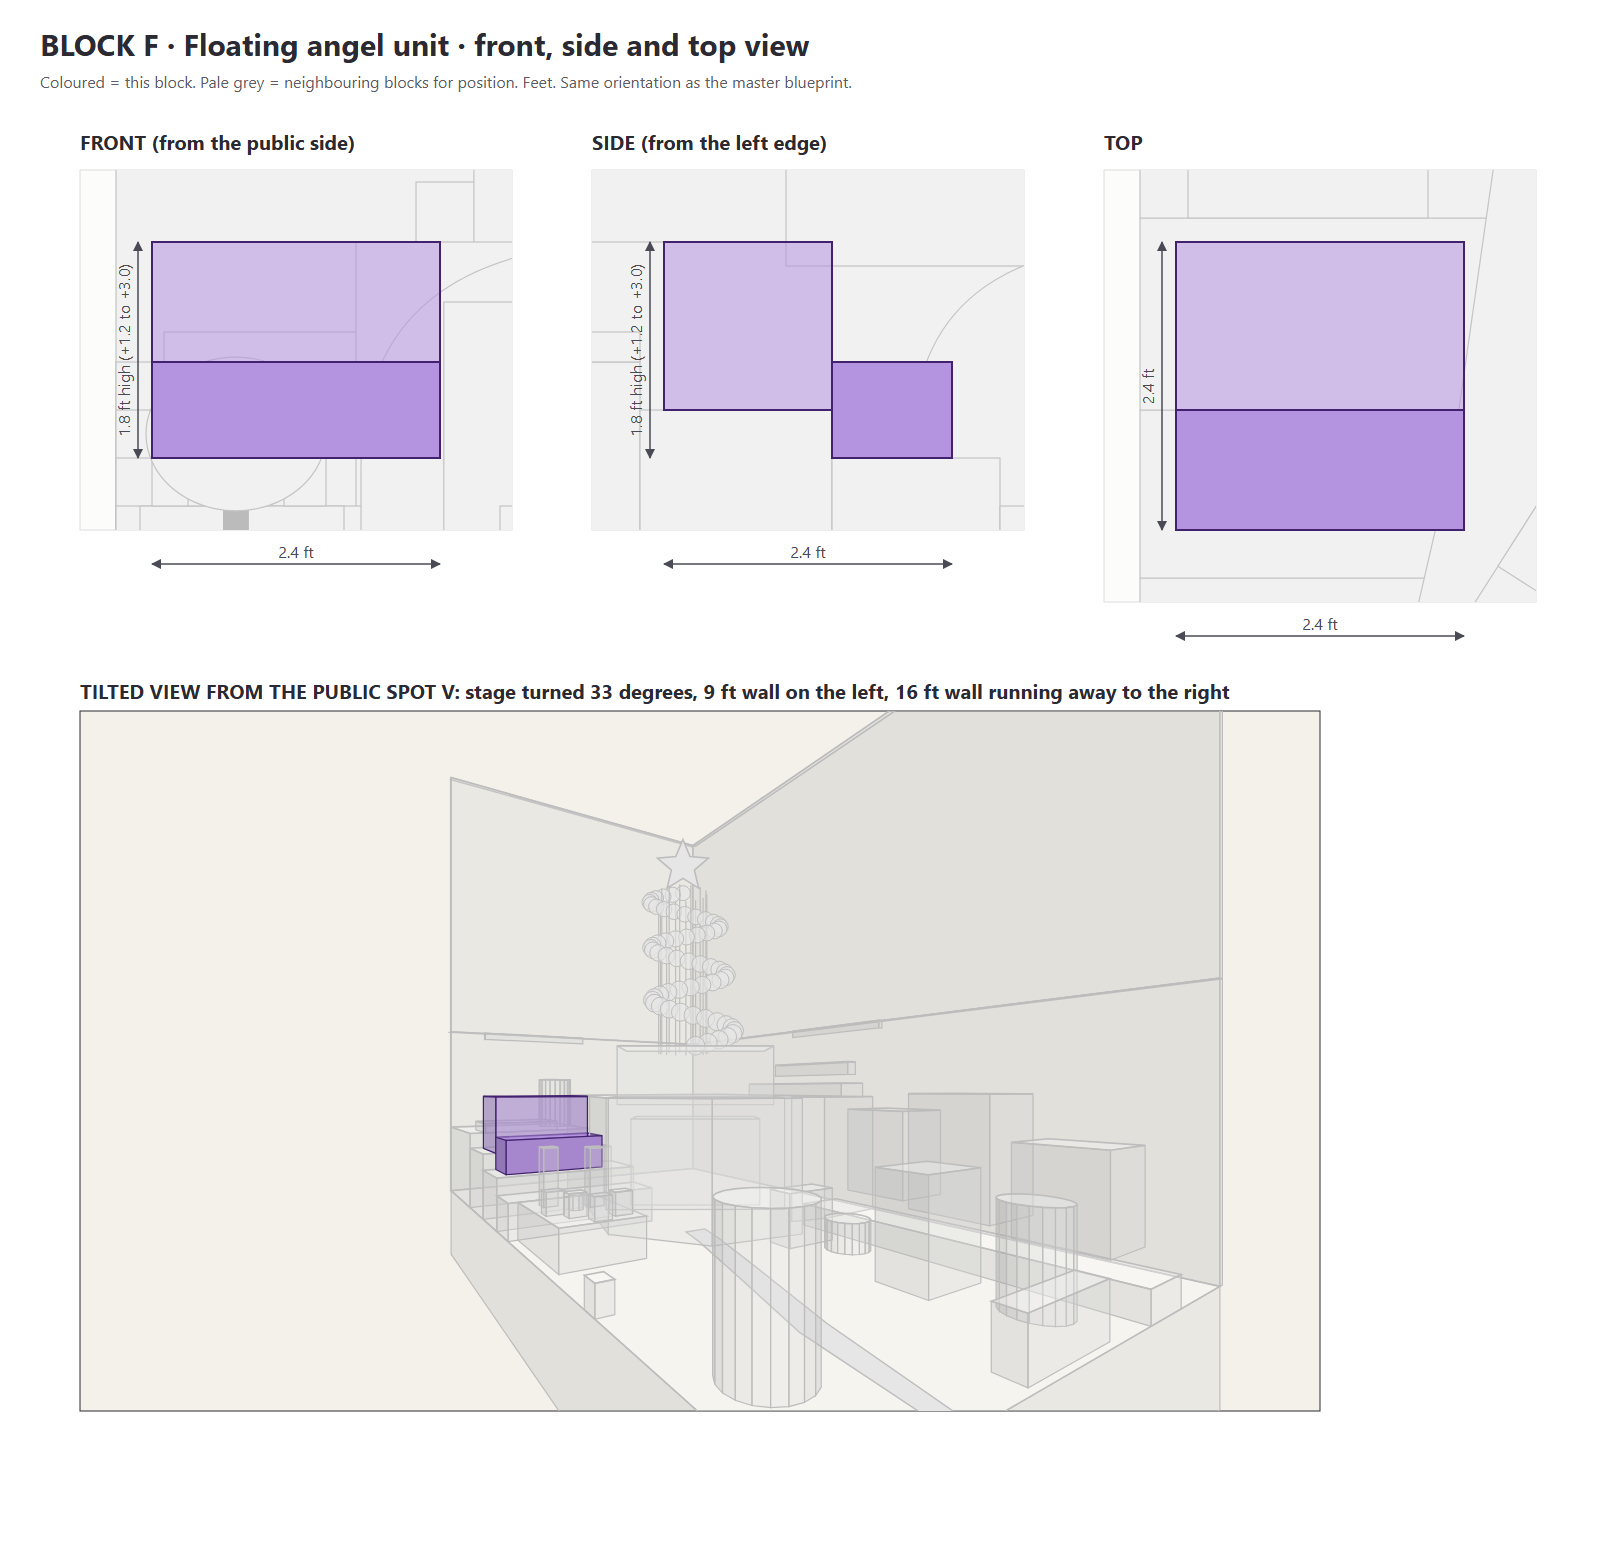 BLOCK F · Floating angel unit · front, side and top view
Coloured = this block. Pale grey = neighbouring blocks for position. Feet. Same orientation as the master blueprint.
FRONT (from the public side)
SIDE (from the left edge)
TOP
1.8 ft high (+1.2 to +3.0)
1.8 ft high (+1.2 to +3.0)
2.4 ft
2.4 ft
2.4 ft
2.4 ft
TILTED VIEW FROM THE PUBLIC SPOT V: stage turned 33 degrees, 9 ft wall on the left, 16 ft wall running away to the right